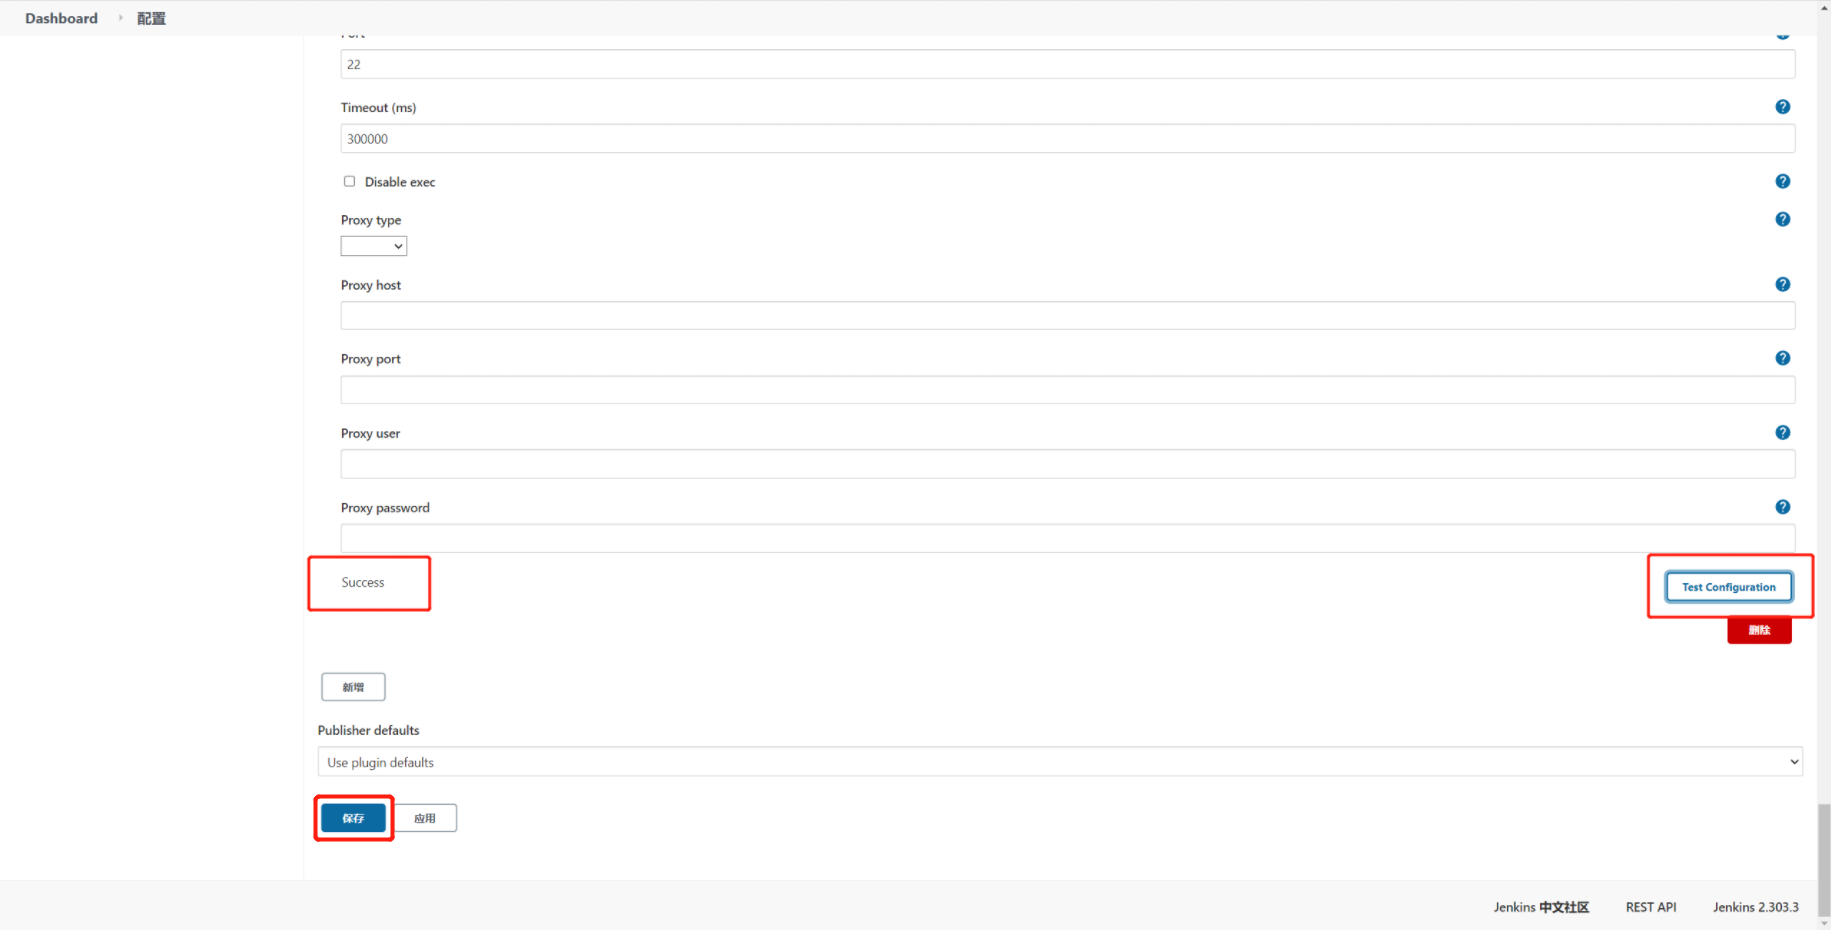 Dashboard
配置
Port
22
Timeout (ms)
300000
Disable exec
Proxy type
Proxy host
Proxy port
Proxy user
Proxy password
Success
Test Configuration
删除
新增
Publisher defaults
Use plugin defaults
保存 应用
Jenkins 中文社区 REST API Jenkins 2.303.3